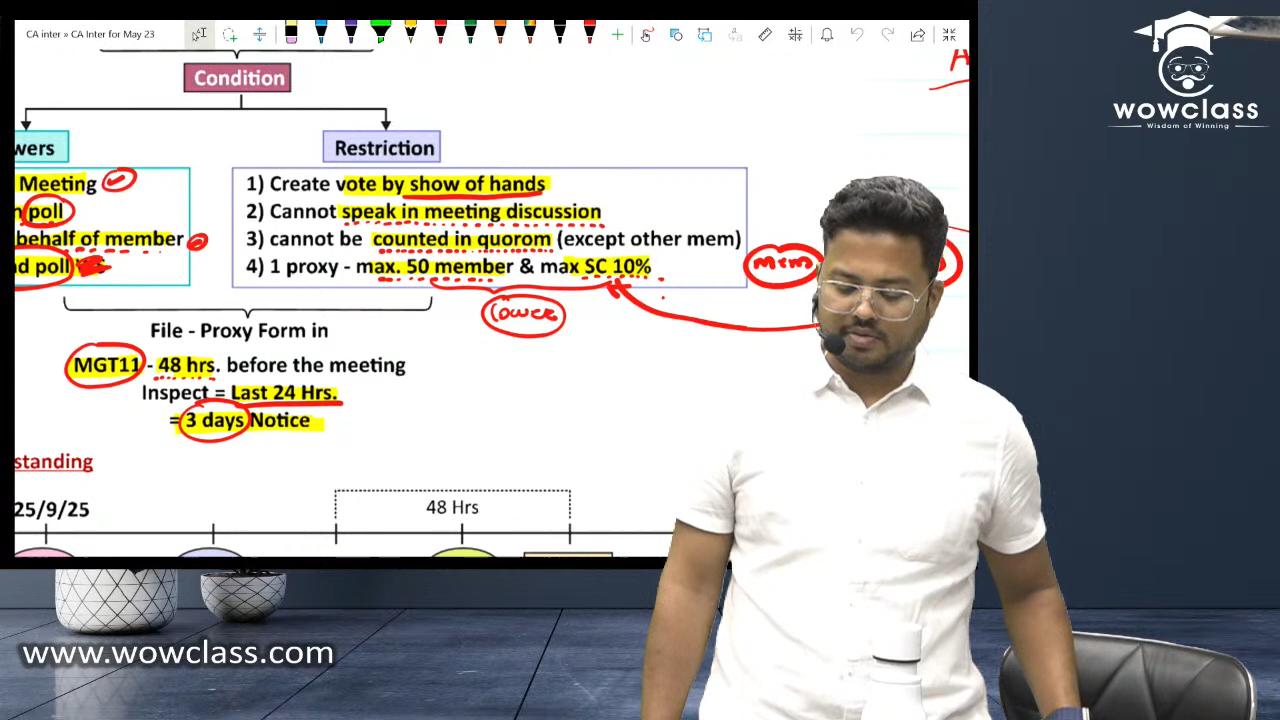 CA inter » CA Inter for May 23
Condition
wers
Restriction
Meeting
n poll
behalf of member
nd poll
1) Create vote by show of hands
2) Cannot speak in meeting discussion
3) cannot be counted in quorom (except other mem)
4) 1 proxy - max. 50 member & max SC 10%
mem
lower
File - Proxy Form in
MGT11 - 48 hrs. before the meeting
Inspect = Last 24 Hrs.
= 3 days Notice
standing
25/9/25
48 Hrs
wowclass
Wisdom of Winning
www.wowclass.com